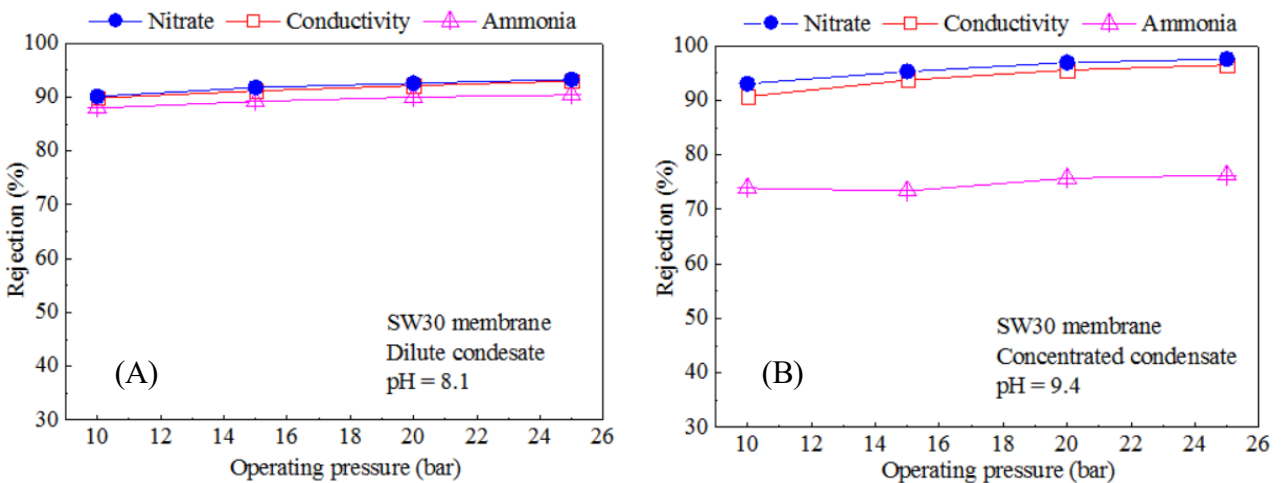 Nitrate Conductivity Ammonia
100
90
80
70
60
50
40
30
Rejection (%)
SW30 membrane
Dilute condesate
pH = 8.1
(A)
10 12 14 16 18 20 22 24 26
Operating pressure (bar)
Nitrate Conductivity Ammonia
100
90
80
70
60
50
40
30
Rejection (%)
SW30 membrane
Concentrated condensate
pH = 9.4
(B)
10 12 14 16 18 20 22 24 26
Operating pressure (bar)